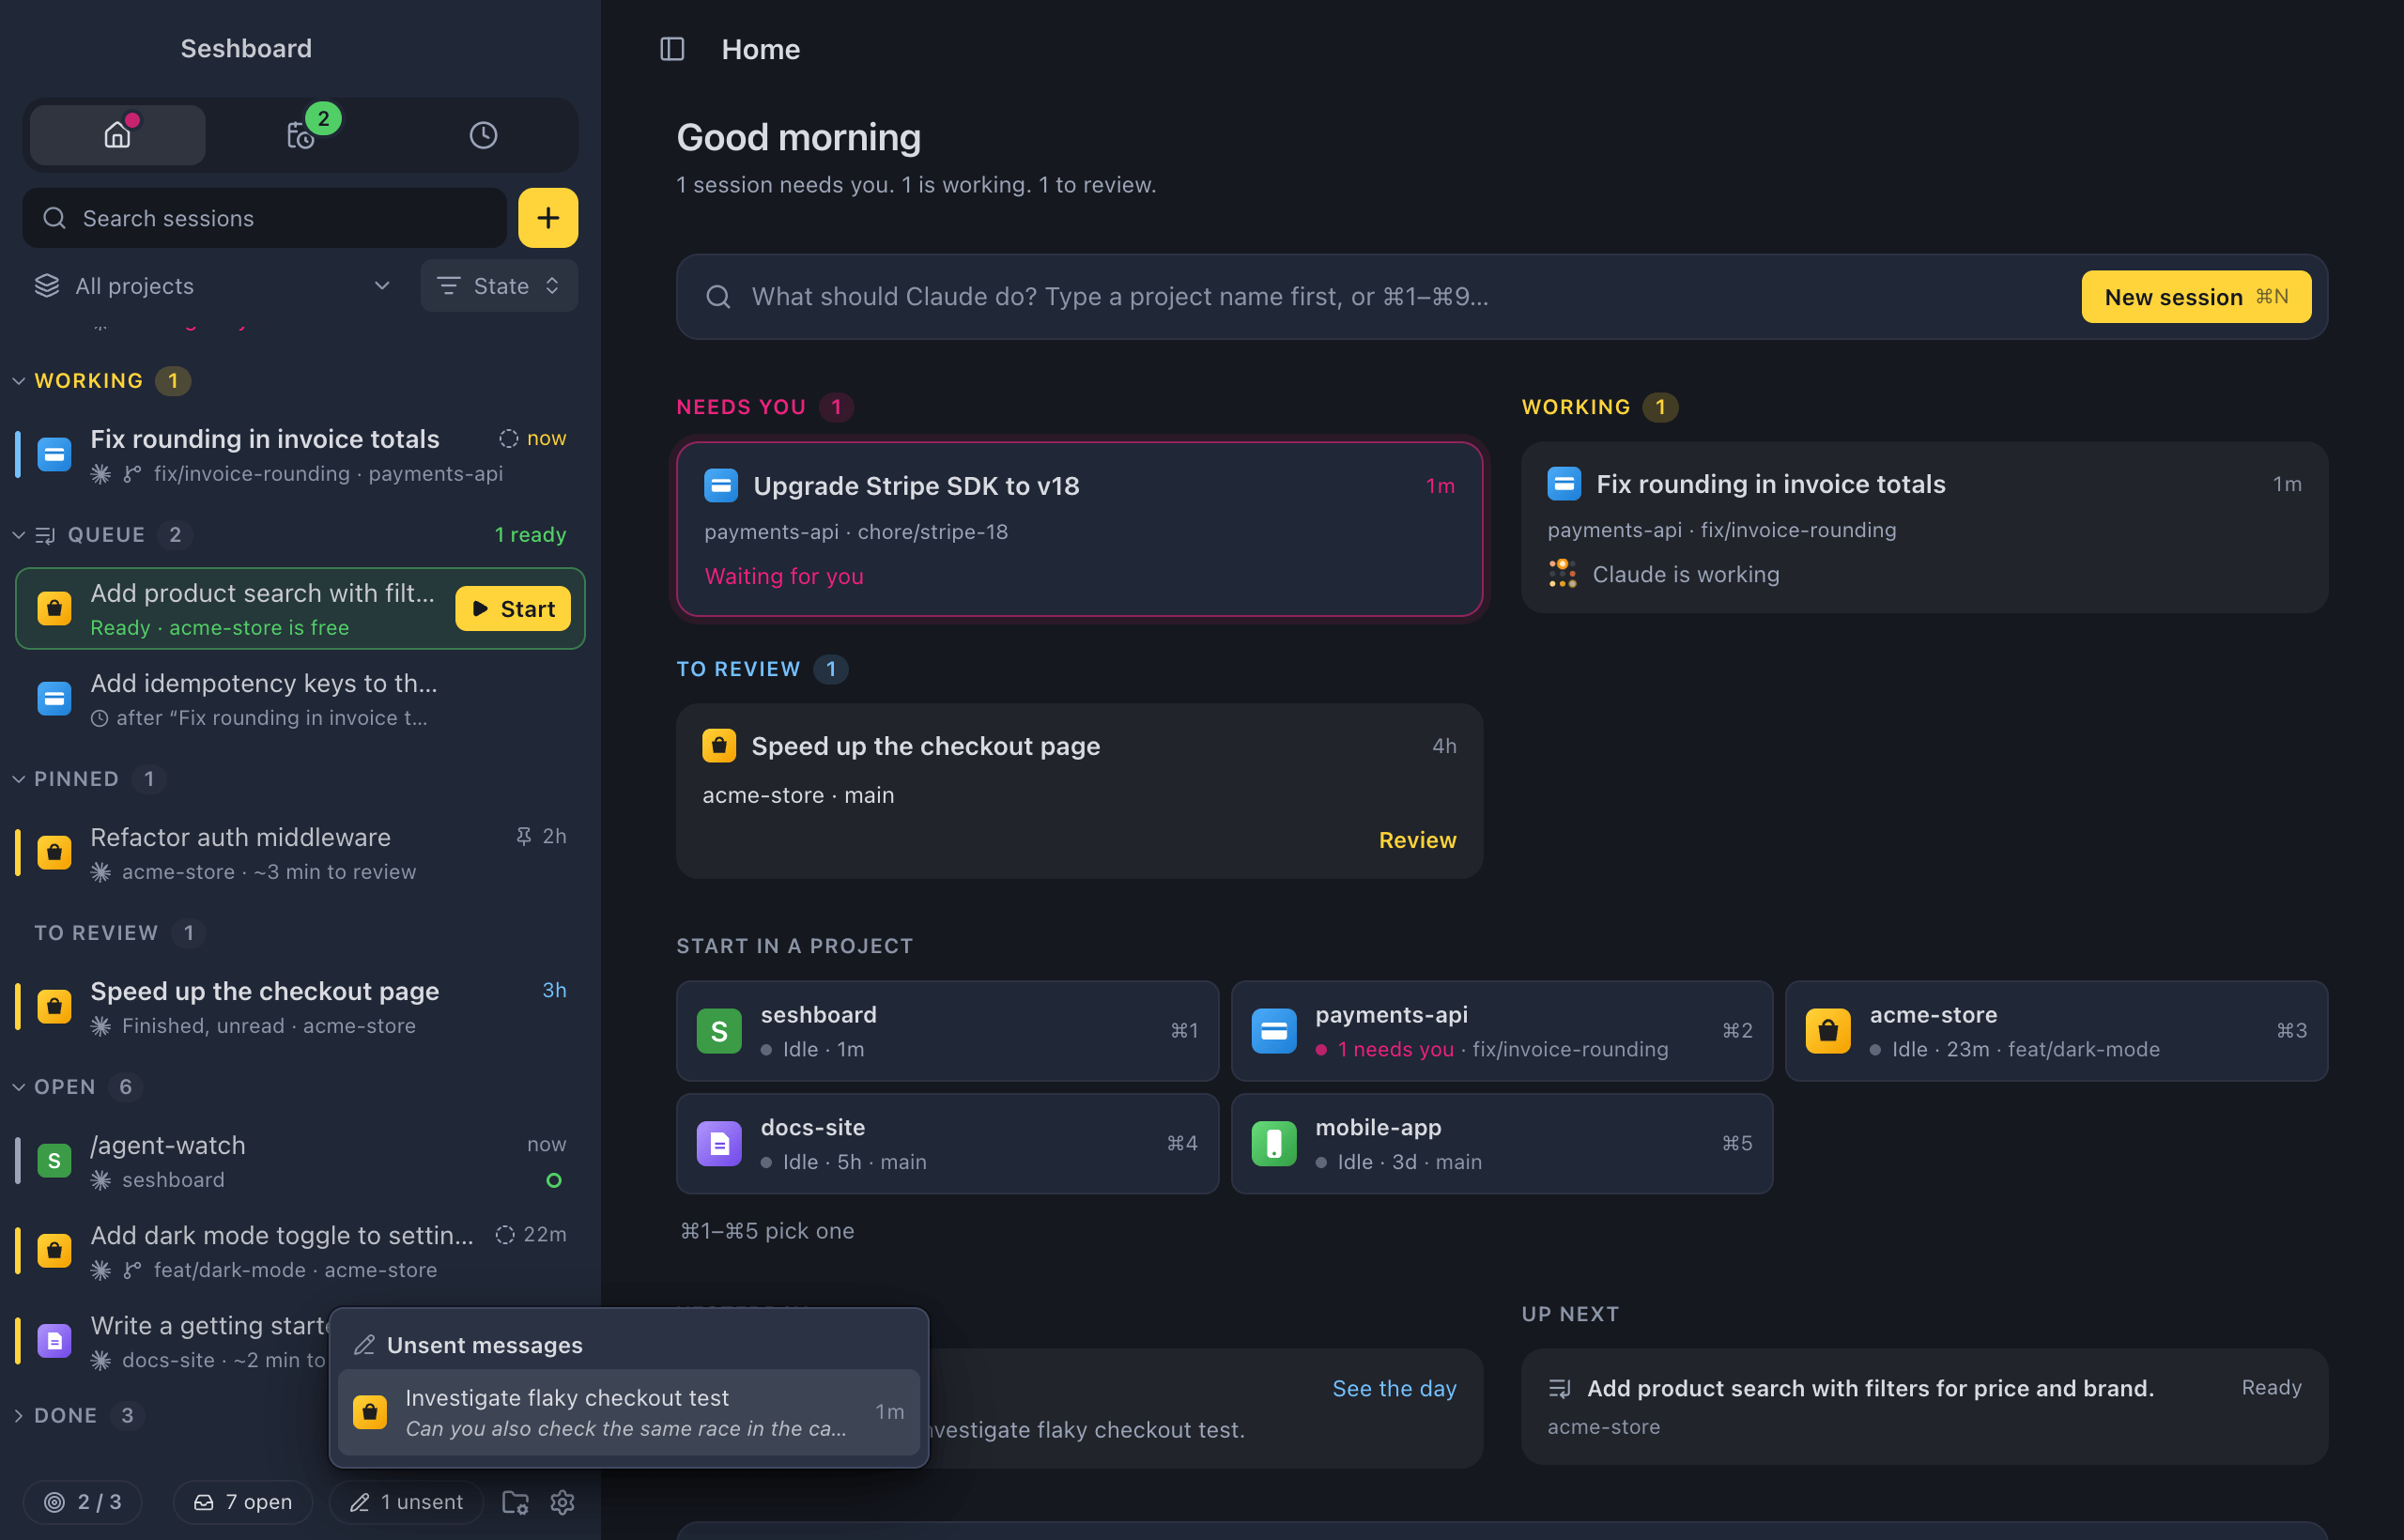 Seshboard
2
Search sessions
All projects
State
WORKING 1
Fix rounding in invoice totals
now
fix/invoice-rounding · payments-api
QUEUE 2
1 ready
Add product search with filt...
Start
Ready · acme-store is free
Add idempotency keys to th...
after “Fix rounding in invoice t...
PINNED 1
Refactor auth middleware
2h
acme-store · ~3 min to review
TO REVIEW 1
Speed up the checkout page
3h
Finished, unread · acme-store
OPEN 6
S
/agent-watch
now
seshboard
Add dark mode toggle to settin...
22m
feat/dark-mode · acme-store
Write a getting starte
docs-site · ~2 min to
DONE 3
2 / 3
7 open
1 unsent
Unsent messages
Investigate flaky checkout test
1m
Can you also check the same race in the ca...
Home
Good morning
1 session needs you. 1 is working. 1 to review.
What should Claude do? Type a project name first, or ⌘1–⌘9...
New session ⌘N
NEEDS YOU 1
Upgrade Stripe SDK to v18
1m
payments-api · chore/stripe-18
Waiting for you
WORKING 1
Fix rounding in invoice totals
1m
payments-api · fix/invoice-rounding
Claude is working
TO REVIEW 1
Speed up the checkout page
4h
acme-store · main
Review
START IN A PROJECT
S
seshboard
Idle · 1m
⌘1
payments-api
1 needs you · fix/invoice-rounding
⌘2
acme-store
Idle · 23m · feat/dark-mode
⌘3
docs-site
Idle · 5h · main
⌘4
mobile-app
Idle · 3d · main
⌘5
⌘1–⌘5 pick one
See the day
nvestigate flaky checkout test.
UP NEXT
Add product search with filters for price and brand.
Ready
acme-store